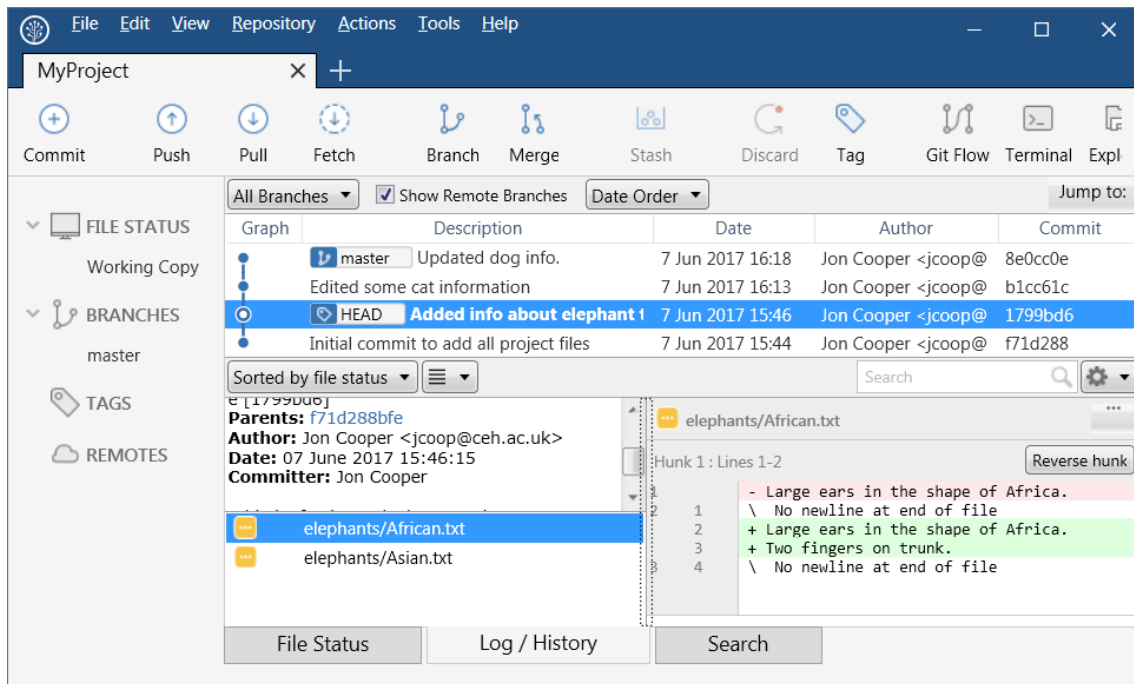 File Edit View Repository Actions Tools Help
MyProject
Commit Push Pull Fetch Branch Merge Stash Discard Tag Git Flow Terminal Expl
All Branches Show Remote Branches Date Order Jump to:
FILE STATUS
Working Copy
BRANCHES
master
TAGS
REMOTES
Graph Description Date Author Commit
master Updated dog info. 7 Jun 2017 16:18 Jon Cooper <jcoop@ 8e0cc0e
Edited some cat information 7 Jun 2017 16:13 Jon Cooper <jcoop@ b1cc61c
HEAD Added info about elephant t 7 Jun 2017 15:46 Jon Cooper <jcoop@ 1799bd6
Initial commit to add all project files 7 Jun 2017 15:44 Jon Cooper <jcoop@ f71d288
Sorted by file status Search
e [1799bd6]
Parents: f71d288bfe
Author: Jon Cooper <jcoop@ceh.ac.uk>
Date: 07 June 2017 15:46:15
Committer: Jon Cooper
elephants/African.txt
elephants/Asian.txt
elephants/African.txt
Hunk 1 : Lines 1-2 Reverse hunk
1 - Large ears in the shape of Africa.
2 1 \ No newline at end of file
2 + Large ears in the shape of Africa.
3 + Two fingers on trunk.
3 4 \ No newline at end of file
File Status Log / History Search